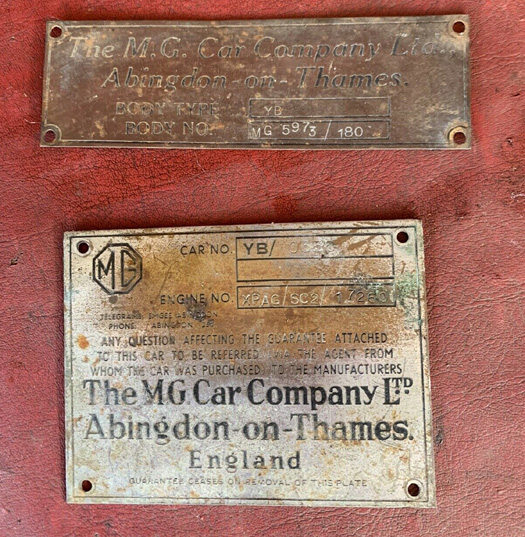 The M.G. Car Company Ltd.,
Abingdon-on-Thames.
BODY TYPE YB
BODY NO. MG 5973/180
MG
CAR NO. YB/
ENGINE NO. XPAG/SC2/
PHONE. ABINGDON
ANY QUESTION AFFECTING THE GUARANTEE ATTACHED
TO THIS CAR TO BE REFERRED VIA THE AGENT FROM
WHOM THE CAR WAS PURCHASED TO THE MANUFACTURERS
The MG Car Company LTD
Abingdon-on-Thames.
England
GUARANTEE CEASES ON REMOVAL OF THIS PLATE